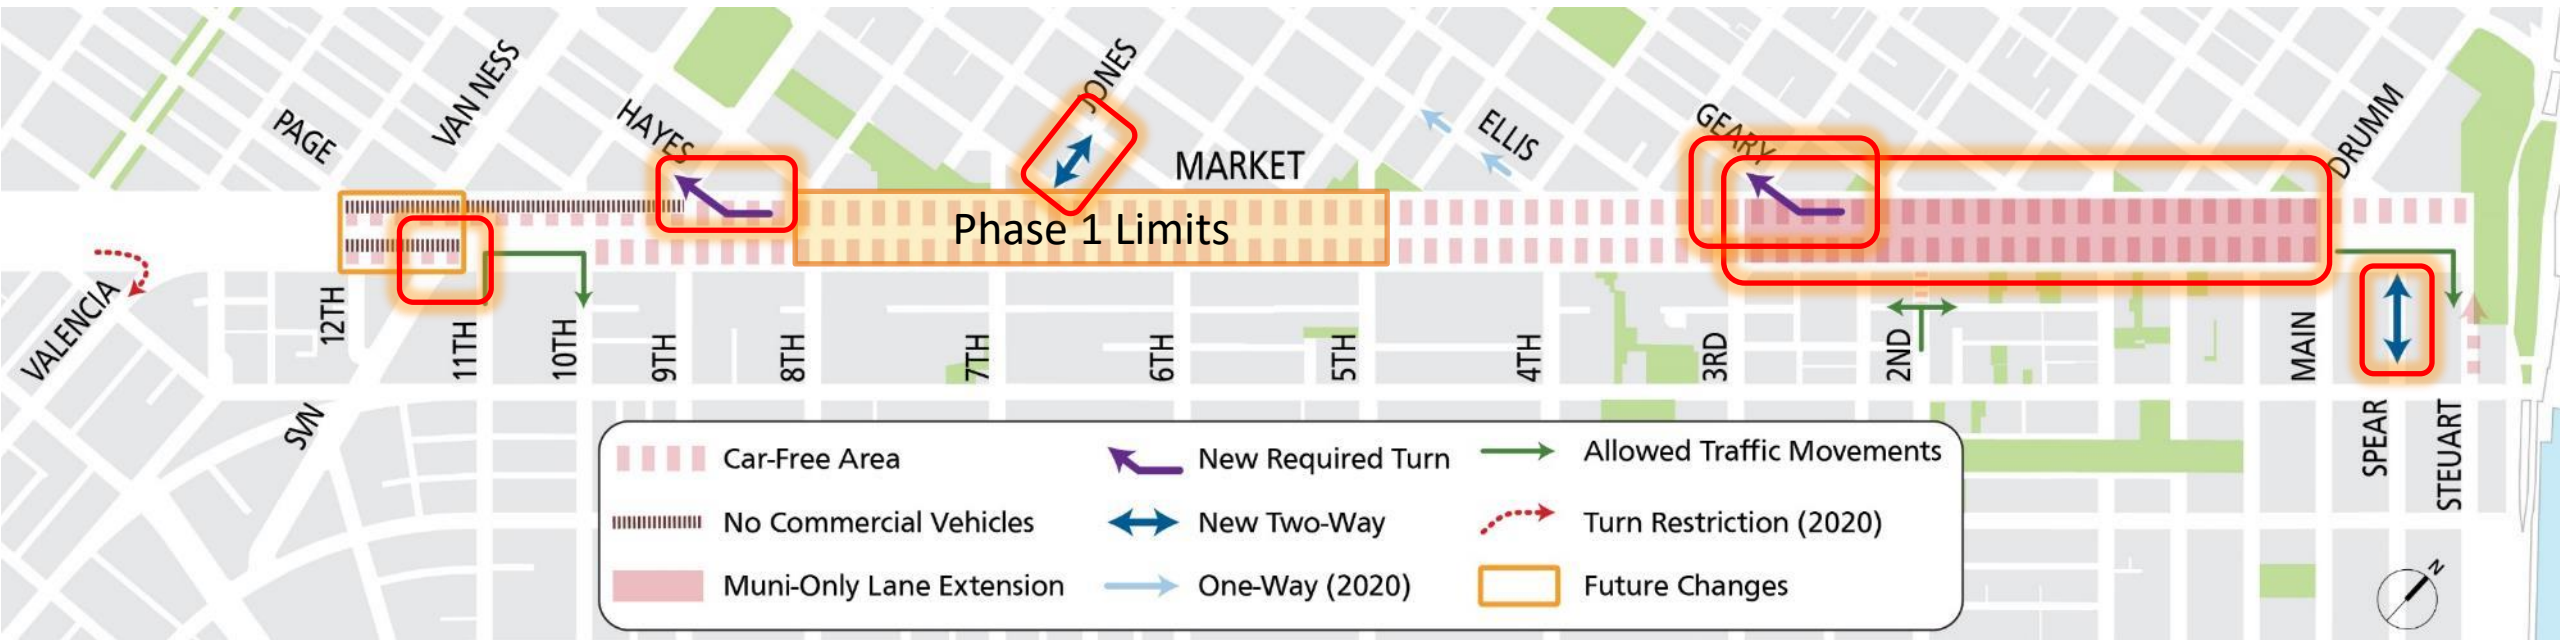 PAGE
VAN NESS
HAYES
JONES
MARKET
ELLIS
GEARY
DRUMM
Phase 1 Limits
VALENCIA
12TH
11TH
10TH
9TH
8TH
7TH
6TH
5TH
4TH
3RD
2ND
MAIN
SPEAR
STEUART
SVN
Car-Free Area
No Commercial Vehicles
Muni-Only Lane Extension
New Required Turn
New Two-Way
One-Way (2020)
Allowed Traffic Movements
Turn Restriction (2020)
Future Changes
N